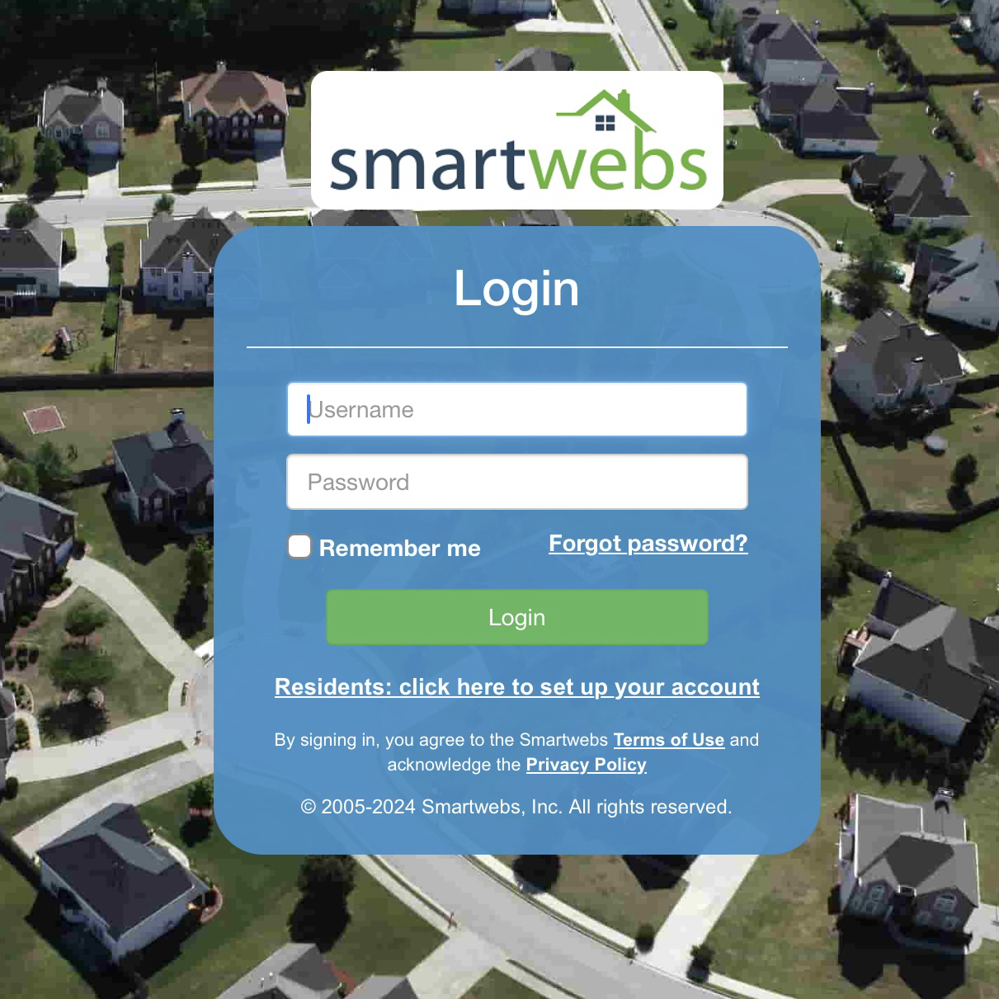 smartwebs
Login
Username
Password
Remember me
Forgot password?
Login
Residents: click here to set up your account
By signing in, you agree to the Smartwebs Terms of Use and
acknowledge the Privacy Policy
© 2005-2024 Smartwebs, Inc. All rights reserved.